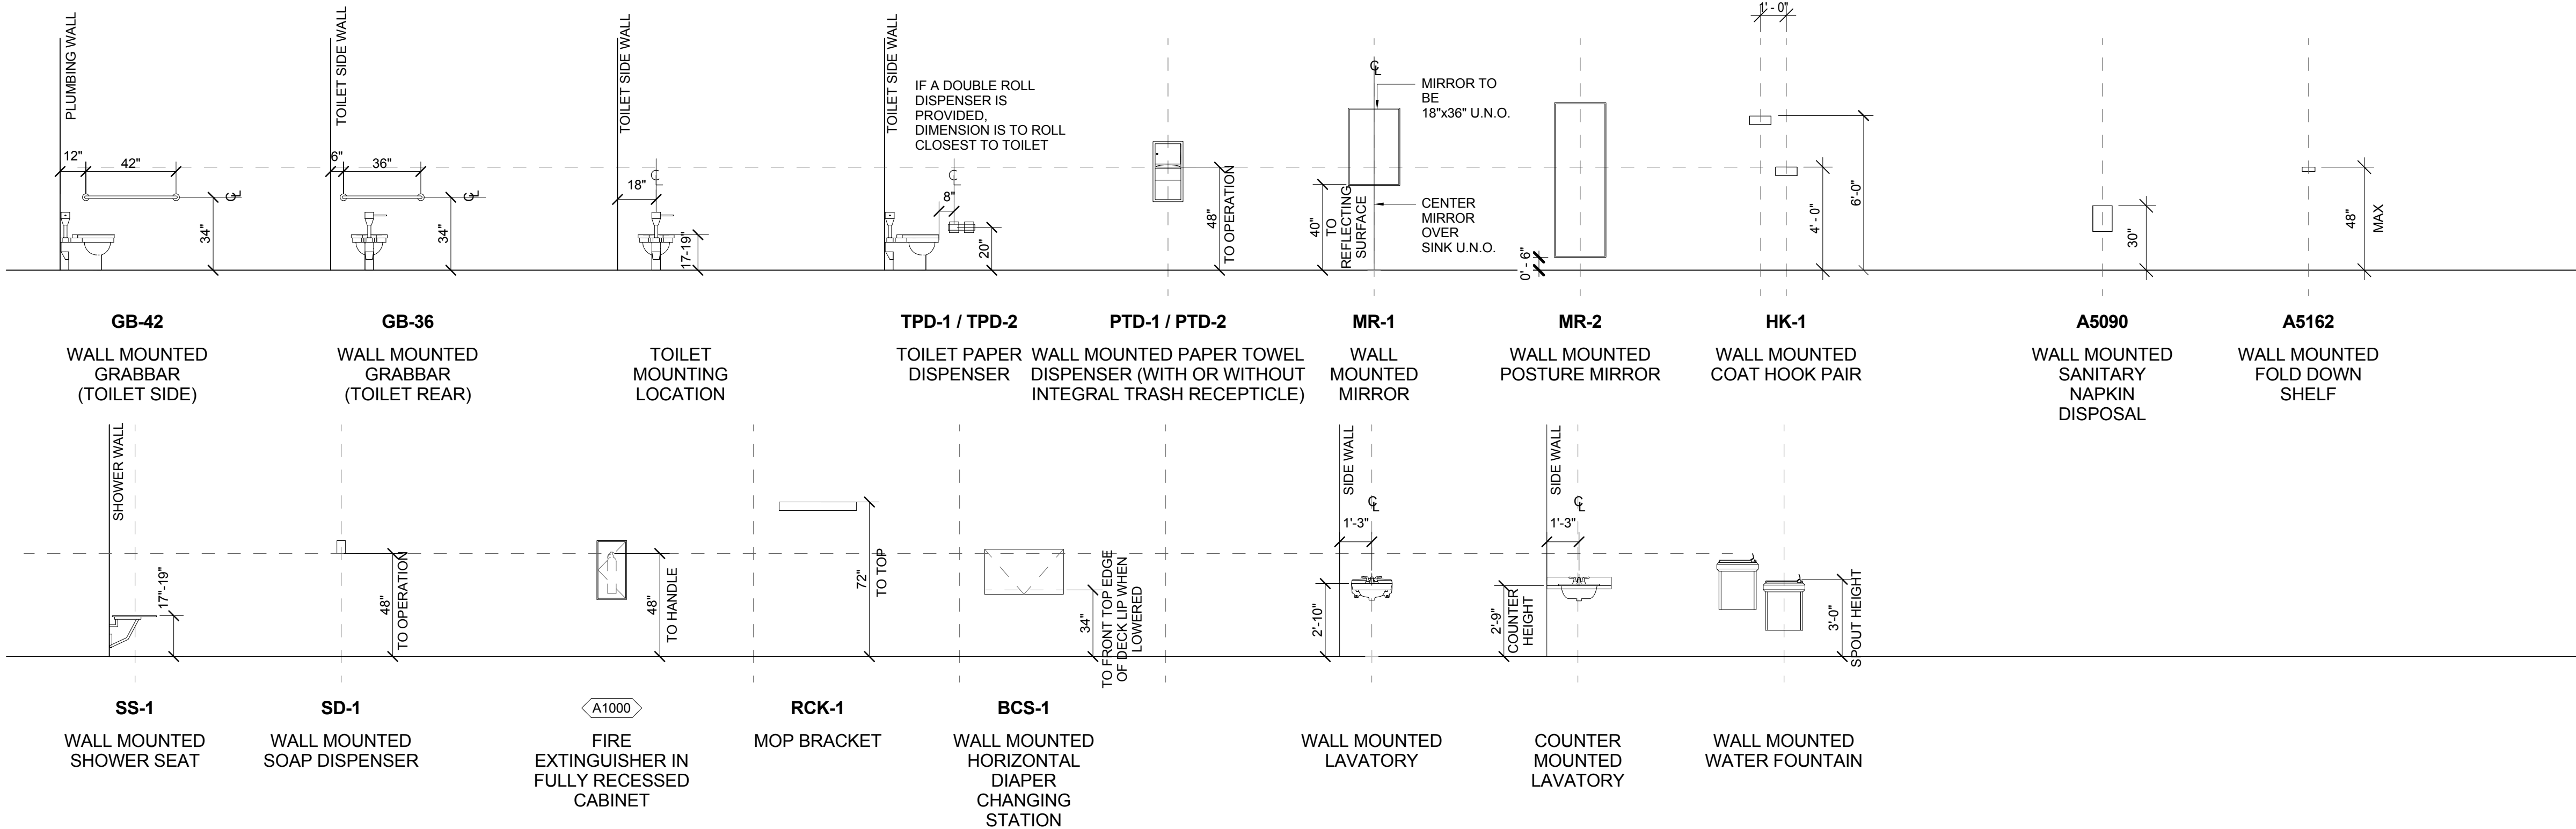 PLUMBING WALL
12"
42"
34"
℄
TOILET SIDE WALL
6"
36"
34"
℄
TOILET SIDE WALL
18"
℄
17-19"
TOILET SIDE WALL
IF A DOUBLE ROLL
DISPENSER IS
PROVIDED,
DIMENSION IS TO ROLL
CLOSEST TO TOILET
℄
8"
20"
48"
TO OPERATION
℄
MIRROR TO
BE
18"x36" U.N.O.
40"
TO
REFLECTING
SURFACE
CENTER
MIRROR
OVER
SINK U.N.O.
0' - 6"
1' - 0"
4' - 0"
6'-0"
30"
48"
MAX
GB-42
WALL MOUNTED
GRABBAR
(TOILET SIDE)
GB-36
WALL MOUNTED
GRABBAR
(TOILET REAR)
TOILET
MOUNTING
LOCATION
TPD-1 / TPD-2
TOILET PAPER
DISPENSER
PTD-1 / PTD-2
WALL MOUNTED PAPER TOWEL
DISPENSER (WITH OR WITHOUT
INTEGRAL TRASH RECEPTICLE)
MR-1
WALL
MOUNTED
MIRROR
MR-2
WALL MOUNTED
POSTURE MIRROR
HK-1
WALL MOUNTED
COAT HOOK PAIR
A5090
WALL MOUNTED
SANITARY
NAPKIN
DISPOSAL
A5162
WALL MOUNTED
FOLD DOWN
SHELF
SHOWER WALL
17"-19"
48"
TO OPERATION
48"
TO HANDLE
72"
TO TOP
34"
TO FRONT TOP EDGE
OF DECK LIP WHEN
LOWERED
SIDE WALL
℄
1'-3"
2'-10"
SIDE WALL
℄
1'-3"
2'-9"
COUNTER
HEIGHT
3'-0"
SPOUT HEIGHT
SS-1
WALL MOUNTED
SHOWER SEAT
SD-1
WALL MOUNTED
SOAP DISPENSER
A1000
FIRE
EXTINGUISHER IN
FULLY RECESSED
CABINET
RCK-1
MOP BRACKET
BCS-1
WALL MOUNTED
HORIZONTAL
DIAPER
CHANGING
STATION
WALL MOUNTED
LAVATORY
COUNTER
MOUNTED
LAVATORY
WALL MOUNTED
WATER FOUNTAIN